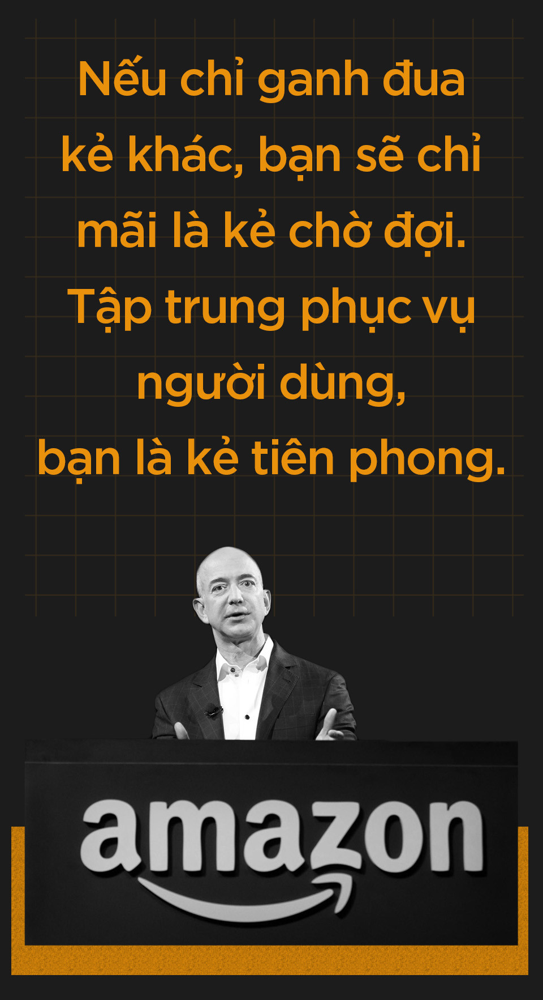 Nếu chỉ ganh đua
kẻ khác, bạn sẽ chỉ
mãi là kẻ chờ đợi.
Tập trung phục vụ
người dùng,
bạn là kẻ tiên phong.
amazon